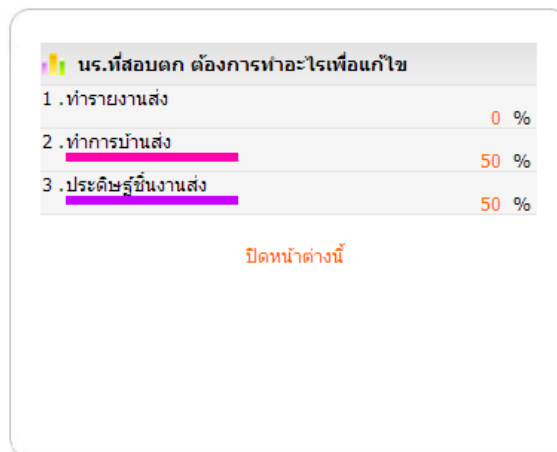 นร.ที่สอบตก ต้องการทำอะไรเพื่อแก้ไข
1 .ทำรายงานส่ง
0 %
2 .ทำการบ้านส่ง
50 %
3 .ประดิษฐ์ชิ้นงานส่ง
50 %
ปิดหน้าต่างนี้